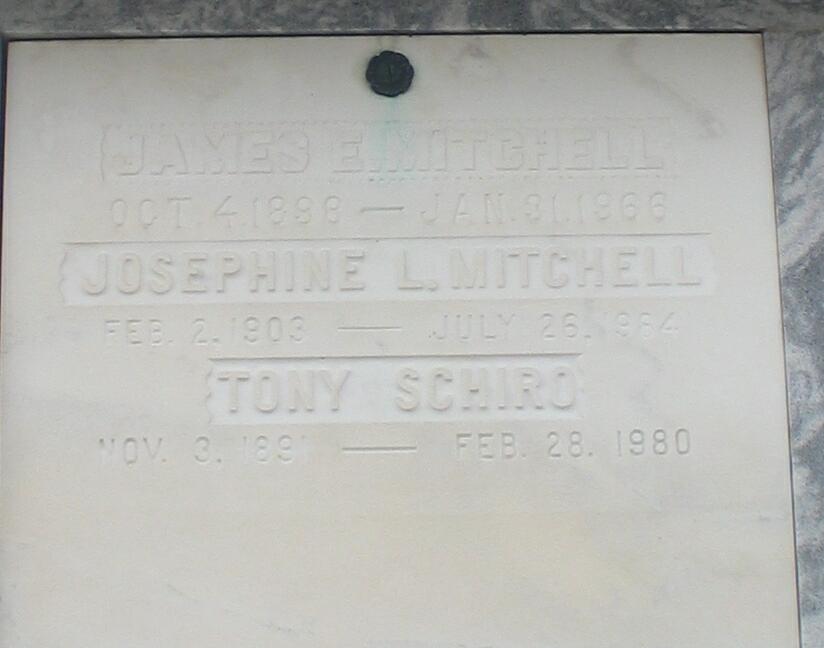 JAMES E. MITCHELL
OCT. 4. 1898 — JAN. 31. 1966
JOSEPHINE L. MITCHELL
FEB. 2, 1903 — JULY 26, 1984
TONY SCHIRO
NOV. 3, 1891 — FEB. 28. 1980